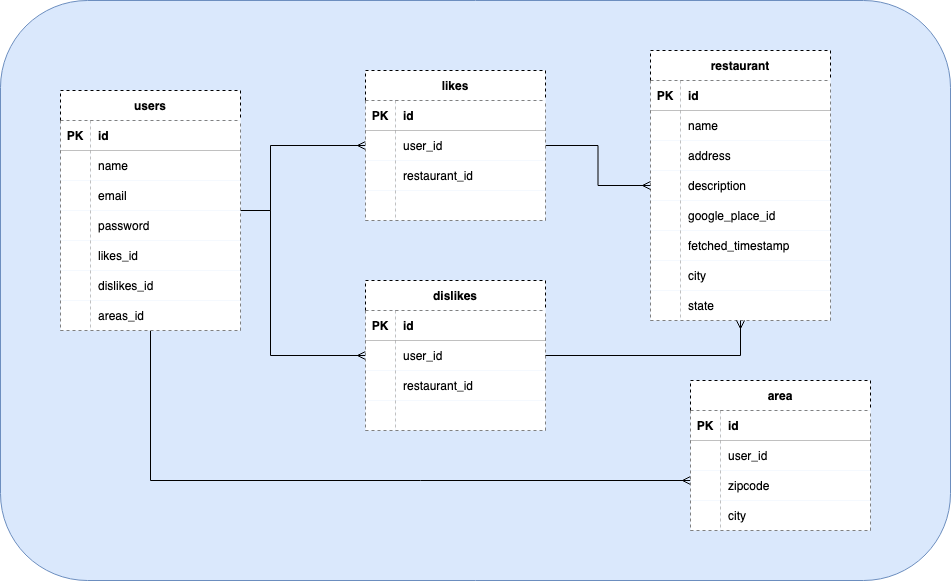 users
PK id
name
email
password
likes_id
dislikes_id
areas_id
likes
PK id
user_id
restaurant_id
dislikes
PK id
user_id
restaurant_id
restaurant
PK id
name
address
description
google_place_id
fetched_timestamp
city
state
area
PK id
user_id
zipcode
city